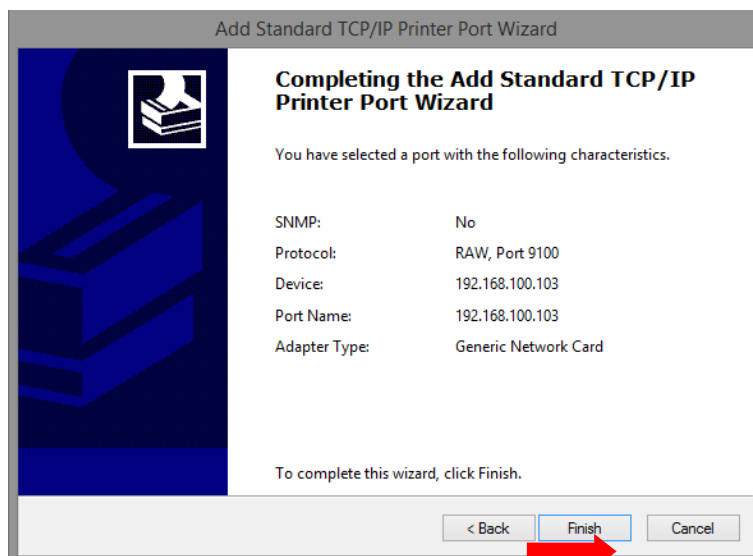 Add Standard TCP/IP Printer Port Wizard
Completing the Add Standard TCP/IP
Printer Port Wizard
You have selected a port with the following characteristics.
SNMP: No
Protocol: RAW, Port 9100
Device: 192.168.100.103
Port Name: 192.168.100.103
Adapter Type: Generic Network Card
To complete this wizard, click Finish.
< Back Finish Cancel